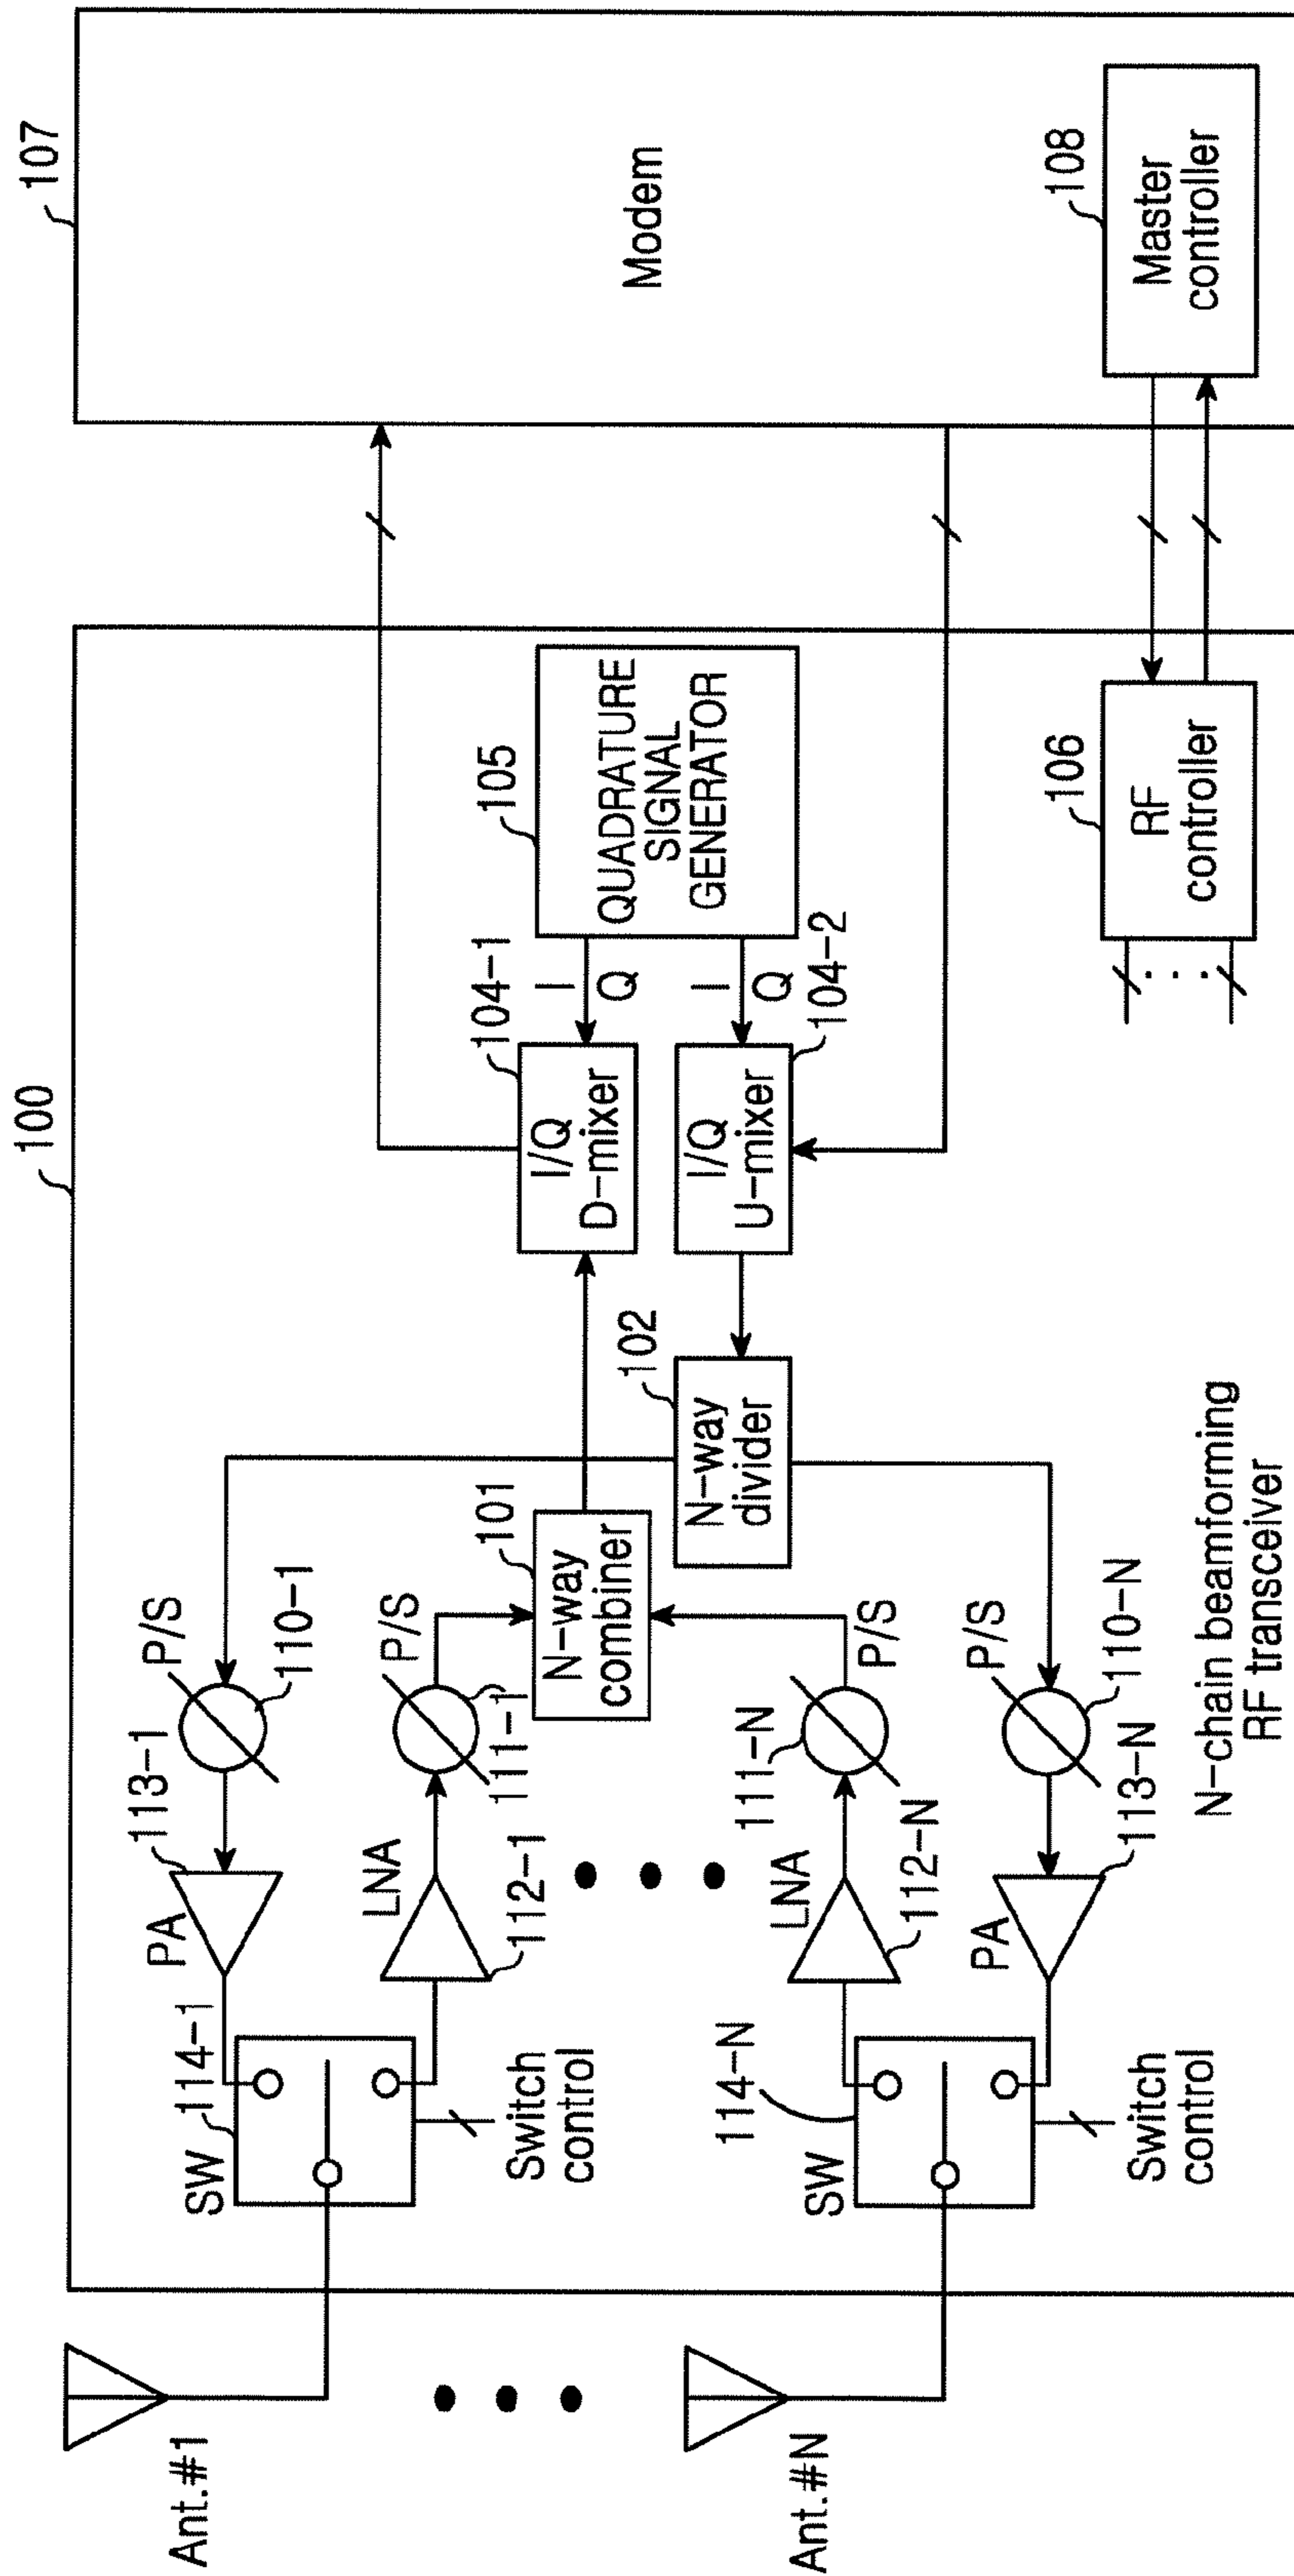 100
107
Ant.#1
SW
114-1
PA
113-1
P/S
110-1
LNA
112-1
P/S
111-1
Switch
control
101
N-way
combiner
102
N-way
divider
104-1
I/Q
D-mixer
I
Q
105
QUADRATURE
SIGNAL
GENERATOR
I/Q
U-mixer
I
Q
104-2
Modem
Ant.#N
SW
114-N
LNA
112-N
111-N
P/S
PA
113-N
P/S
110-N
Switch
control
N-chain beamforming
RF transceiver
106
RF
controller
108
Master
controller